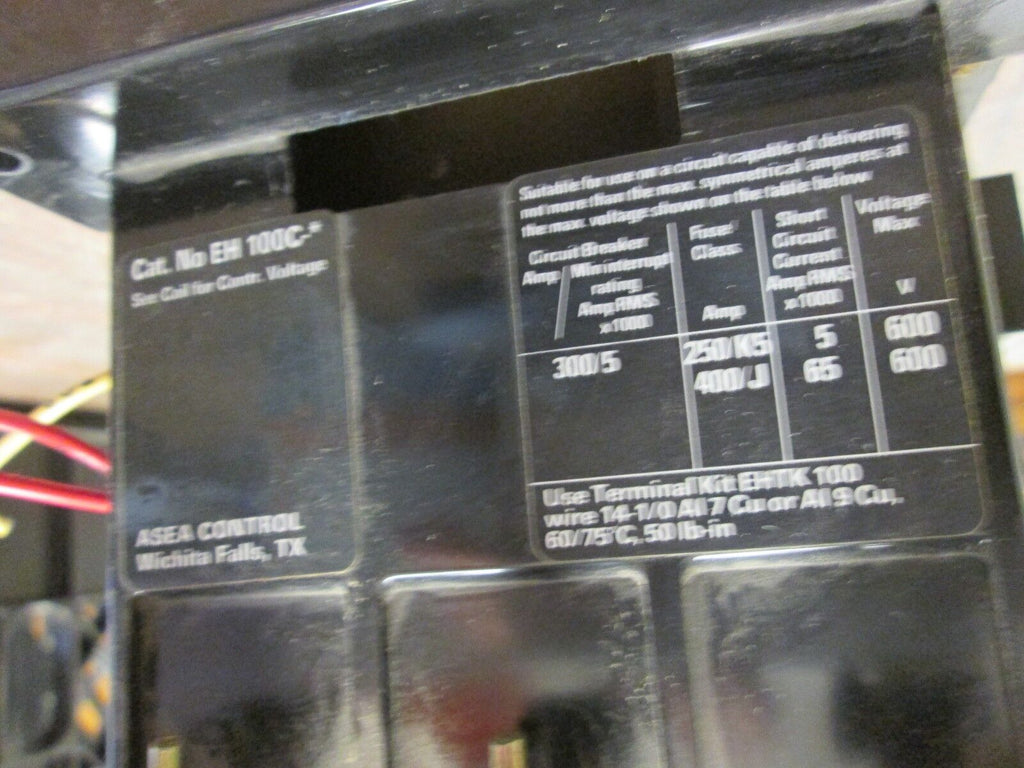 Cat. No EH 100C-*
See Coil for Contr. Voltage
ASEA CONTROL
Wichita Falls, TX
Suitable for use on a circuit capable of delivering
not more than the max. symmetrical amperes at
the max. voltage shown on the table below
Circuit Breaker
Amp / Min interrupt
rating
Amp RMS
x1000
Fuse/
Class
Amp
Short
Circuit
Current
Amp RMS
x1000
Voltage
Max
V
300/5 250/K5 5 600
400/J 65 600
Use Terminal Kit EHTK 100
wire 14-1/0 Al 7 Cu or Al 9 Cu,
60/75°C, 50 lb-in